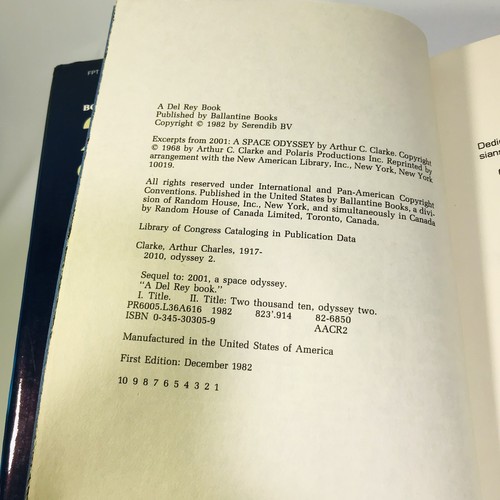 FPT
BO
A Del Rey Book
Published by Ballantine Books
Copyright © 1982 by Serendib BV
Excerpts from 2001: A SPACE ODYSSEY by Arthur C. Clarke. Copyright
© 1968 by Arthur C. Clarke and Polaris Productions Inc. Reprinted by
arrangement with the New American Library, Inc., New York, New York
10019.
All rights reserved under International and Pan-American Copyright
Conventions. Published in the United States by Ballantine Books, a divi-
sion of Random House, Inc., New York, and simultaneously in Canada
by Random House of Canada Limited, Toronto, Canada.
Library of Congress Cataloging in Publication Data
Clarke, Arthur Charles, 1917-
2010, odyssey 2.
Sequel to: 2001, a space odyssey.
"A Del Rey book."
I. Title. II. Title: Two thousand ten, odyssey two.
PR6005.L36A616 1982 823'.914 82-6850
ISBN 0-345-30305-9 AACR2
Manufactured in the United States of America
First Edition: December 1982
10 9 8 7 6 5 4 3 2 1
Dedi
sian